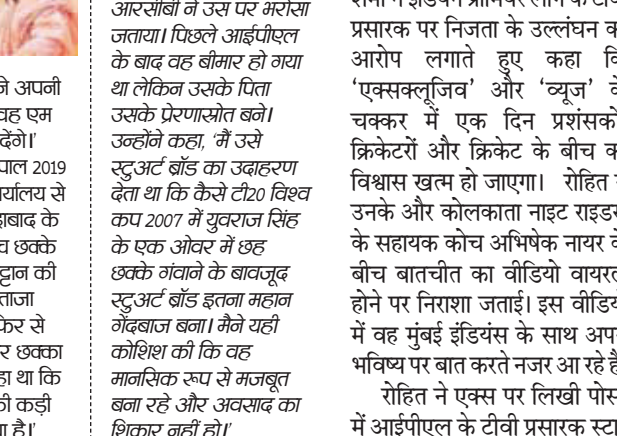 ने अपनी
वह एम
देंगे।'
पाल 2019
र्यालय से
के
च छक्के
ट्टान की
ताजा
फेर से
र छक्का
हा था कि
की कड़ी
ा है।'
आरसीबी ने उस पर भरोसा
जताया। पिछले आईपीएल
के बाद वह बीमार हो गया
था लेकिन उसके पिता
उसके प्रेरणास्रोत बने।
उन्होंने कहा, 'मैं उसे
स्टुअर्ट ब्रॉड का उदाहरण
देता था कि कैसे टी20 विश्व
कप 2007 में युवराज सिंह
के एक ओवर में छह
छक्के गंवाने के बावजूद
स्टुअर्ट ब्रॉड इतना महान
गेंदबाज बना। मैने यही
कोशिश की कि वह
मानसिक रूप से मजबूत
बना रहे और अवसाद का
शिकार नहीं हो।'
प्रसारक पर निजता के उल्लंघन क
आरोप लगाते हुए कहा कि
'एक्सक्लूजिव' और 'व्यूज' के
चक्कर में एक दिन प्रशंसकों
क्रिकेटरों और क्रिकेट के बीच क
विश्वास खत्म हो जाएगा। रोहित न
उनके और कोलकाता नाइट राइडर
के सहायक कोच अभिषेक नायर के
बीच बातचीत का वीडियो वायरल
होने पर निराशा जताई। इस वीडिय
में वह मुंबई इंडियंस के साथ अप
भविष्य पर बात करते नजर आ रहे हैं
रोहित ने एक्स पर लिखी पोस
में आईपीएल के टीवी प्रसारक स्टा